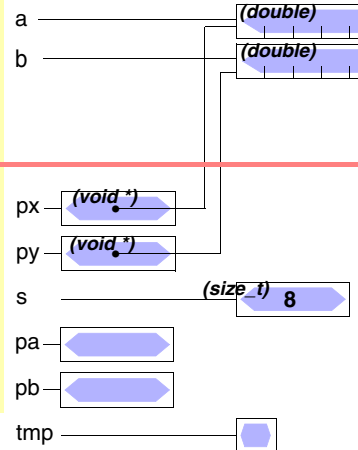 a (double)
b (double)
px (void *)
py (void *)
s (size_t) 8
pa
pb
tmp